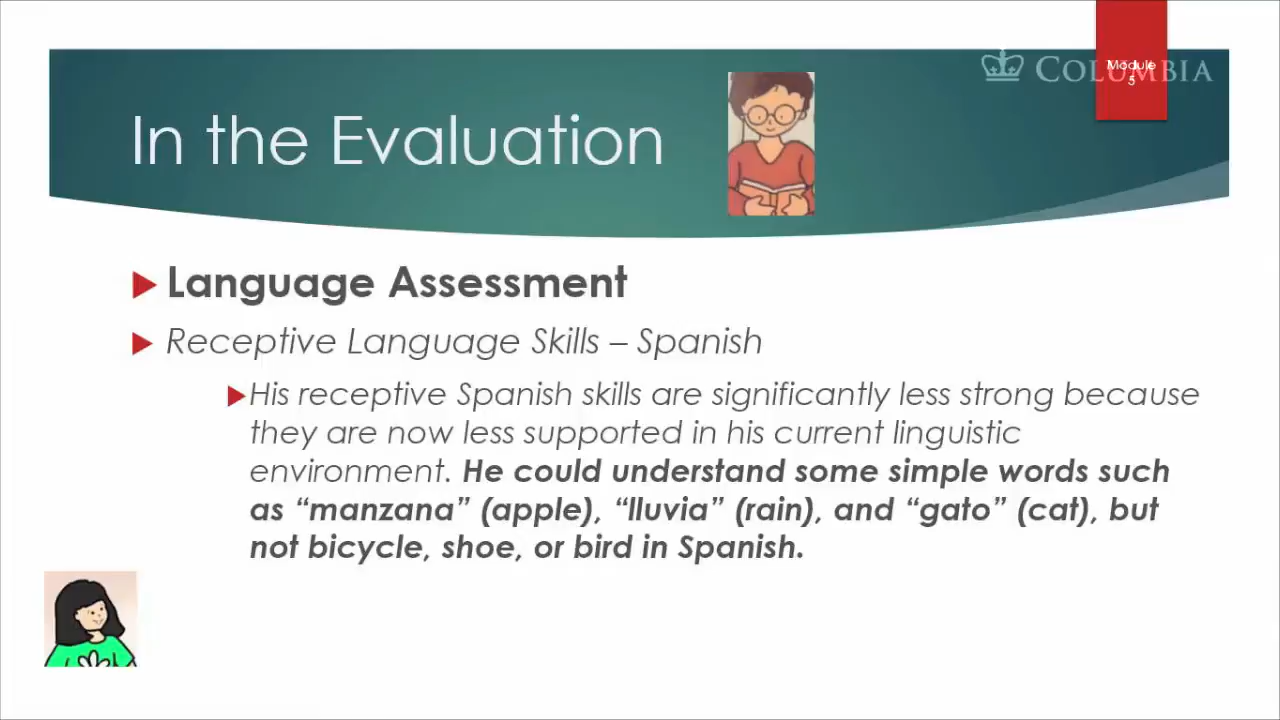 COLUMBIA
Module
5
In the Evaluation
Language Assessment
Receptive Language Skills – Spanish
His receptive Spanish skills are significantly less strong because
they are now less supported in his current linguistic
environment. He could understand some simple words such
as “manzana” (apple), “lluvia” (rain), and “gato” (cat), but
not bicycle, shoe, or bird in Spanish.